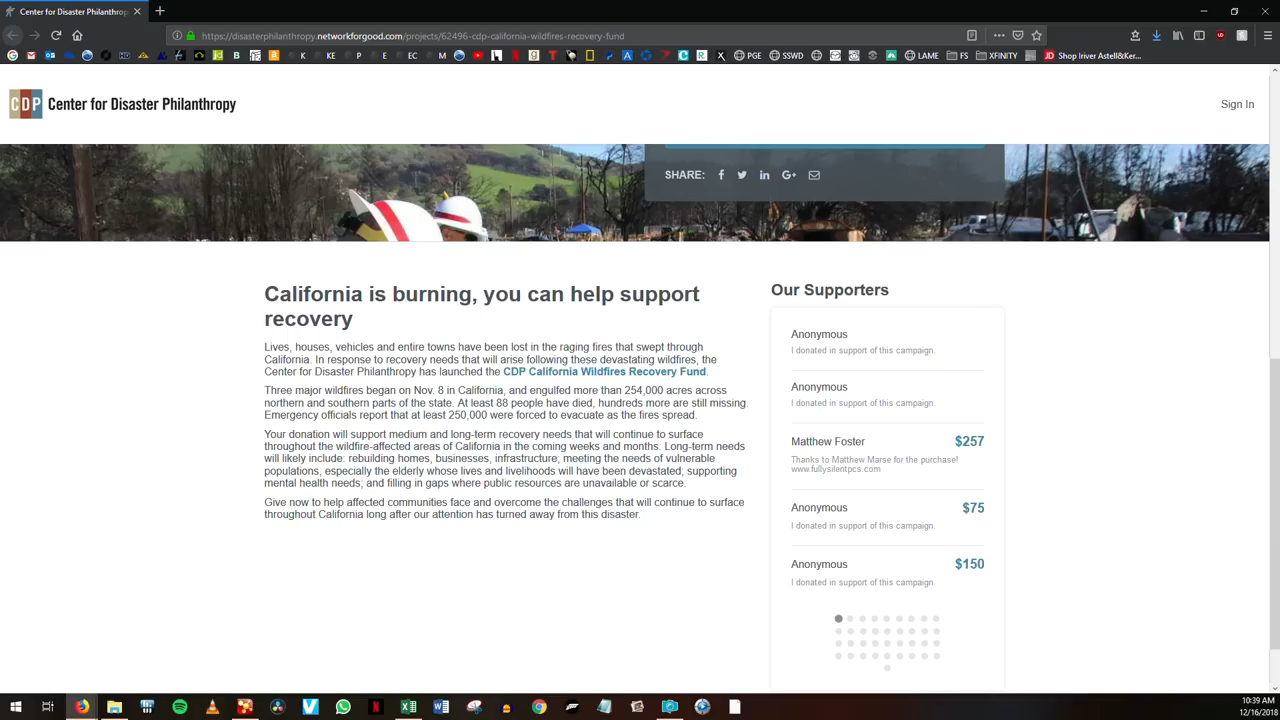 Center for Disaster Philanthrop
https://disasterphilanthropy.networkforgood.com/projects/62496-cdp-california-wildfires-recovery-fund
K KE P E EC M PGE SSWD LAME FS XFINITY Shop Iriver Astell&Ker...
CDP Center for Disaster Philanthropy
Sign In
SHARE:
California is burning, you can help support
recovery
Lives, houses, vehicles and entire towns have been lost in the raging fires that swept through
California. In response to recovery needs that will arise following these devastating wildfires, the
Center for Disaster Philanthropy has launched the CDP California Wildfires Recovery Fund.
Three major wildfires began on Nov. 8 in California, and engulfed more than 254,000 acres across
northern and southern parts of the state. At least 88 people have died, hundreds more are still missing.
Emergency officials report that at least 250,000 were forced to evacuate as the fires spread.
Your donation will support medium and long-term recovery needs that will continue to surface
throughout the wildfire-affected areas of California in the coming weeks and months. Long-term needs
will likely include: rebuilding homes, businesses, infrastructure; meeting the needs of vulnerable
populations, especially the elderly whose lives and livelihoods will have been devastated; supporting
mental health needs; and filling in gaps where public resources are unavailable or scarce.
Give now to help affected communities face and overcome the challenges that will continue to surface
throughout California long after our attention has turned away from this disaster.
Our Supporters
Anonymous
I donated in support of this campaign.
Anonymous
I donated in support of this campaign.
Matthew Foster $257
Thanks to Matthew Marse for the purchase!
www.fullysilentpcs.com
Anonymous $75
I donated in support of this campaign.
Anonymous $150
I donated in support of this campaign.
10:39 AM
12/16/2018